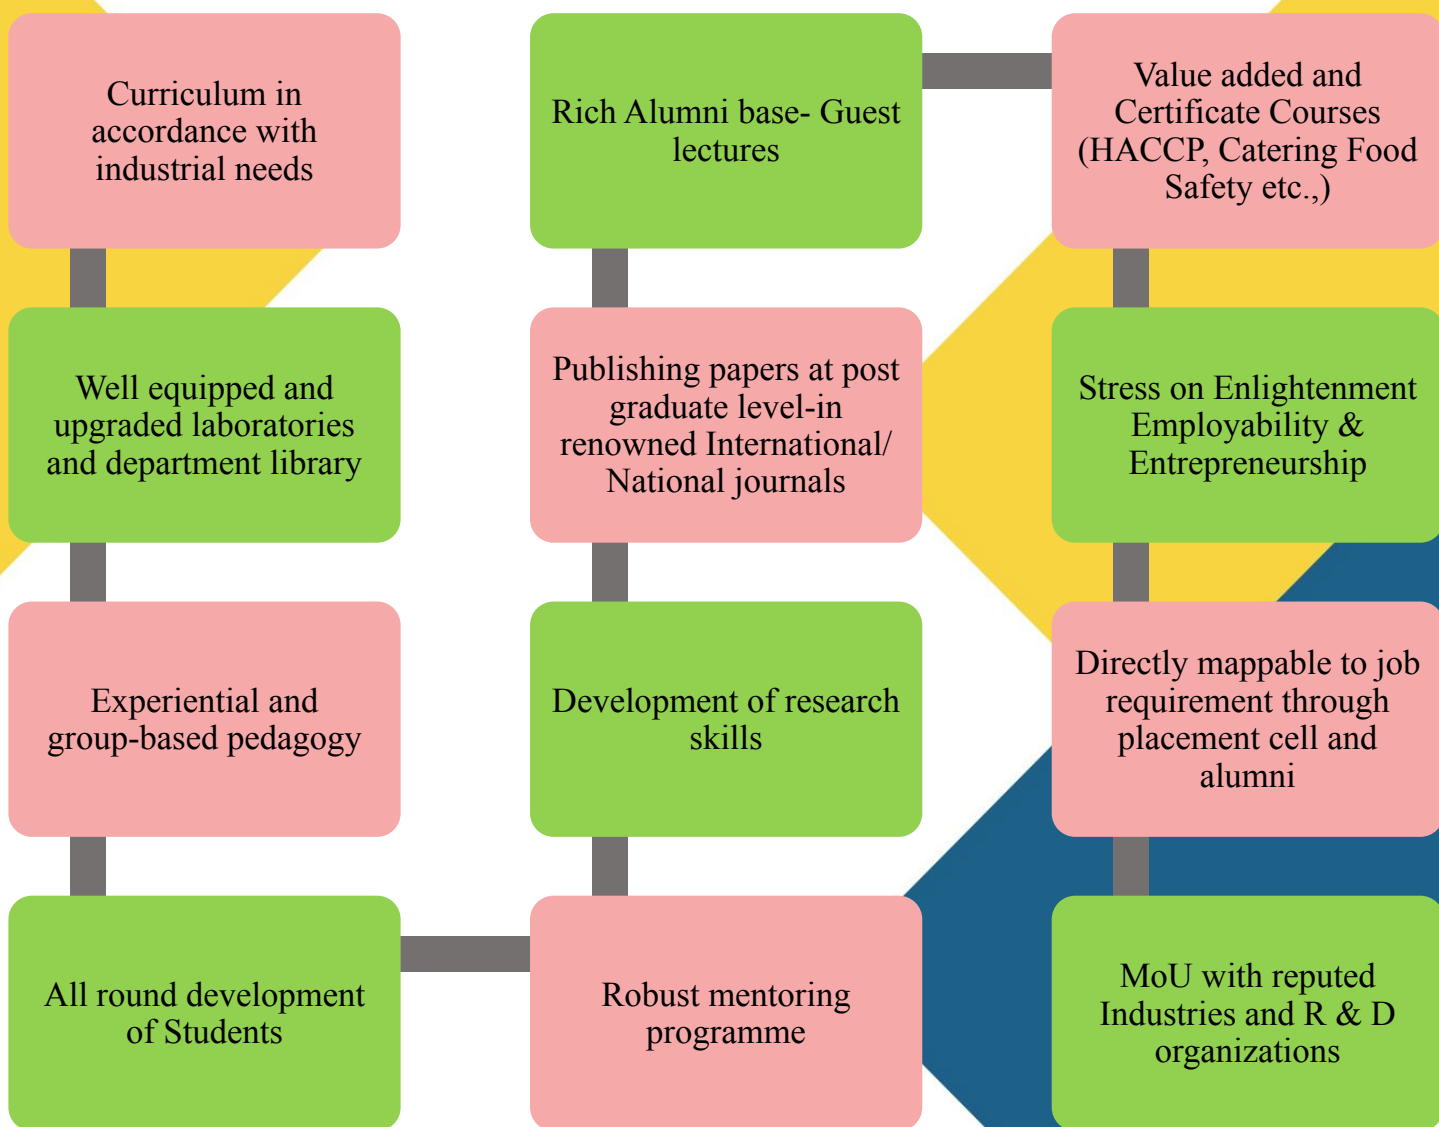 Curriculum in
accordance with
industrial needs
Well equipped and
upgraded laboratories
and department library
Experiential and
group-based pedagogy
All round development
of Students
Robust mentoring
programme
Development of research
skills
Publishing papers at post
graduate level-in
renowned International/
National journals
Rich Alumni base- Guest
lectures
Value added and
Certificate Courses
(HACCP, Catering Food
Safety etc.,)
Stress on Enlightenment
Employability &
Entrepreneurship
Directly mappable to job
requirement through
placement cell and
alumni
MoU with reputed
Industries and R & D
organizations